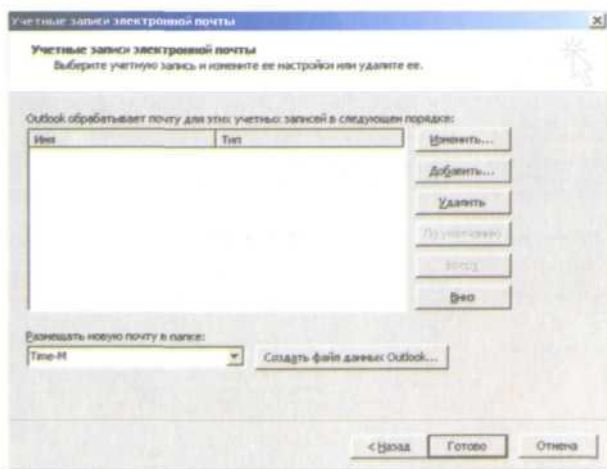 Учетные записи электронной почты
Учетные записи электронной почты
Выберите учетную запись и измените ее настройки или удалите ее.
Outlook обрабатывает почту для этих учетных записей в следующем порядке:
Имя Тип
Изменить...
Добавить...
Удалить
По умолчанию
Вверх
Вниз
Размещать новую почту в папке:
Time-M Создать файл данных Outlook...
< Назад Готово Отмена